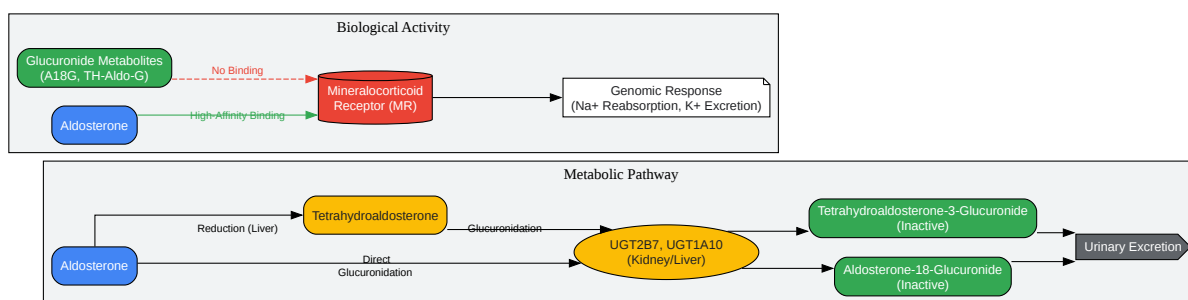 Biological Activity
Glucuronide Metabolites
(A18G, TH-Aldo-G)
No Binding
Mineralocorticoid
Receptor (MR)
Genomic Response
(Na+ Reabsorption, K+ Excretion)
Aldosterone
High-Affinity Binding
Metabolic Pathway
Tetrahydroaldosterone
Reduction (Liver)
Glucuronidation
Aldosterone
Direct
Glucuronidation
UGT2B7, UGT1A10
(Kidney/Liver)
Tetrahydroaldosterone-3-Glucuronide
(Inactive)
Aldosterone-18-Glucuronide
(Inactive)
Urinary Excretion